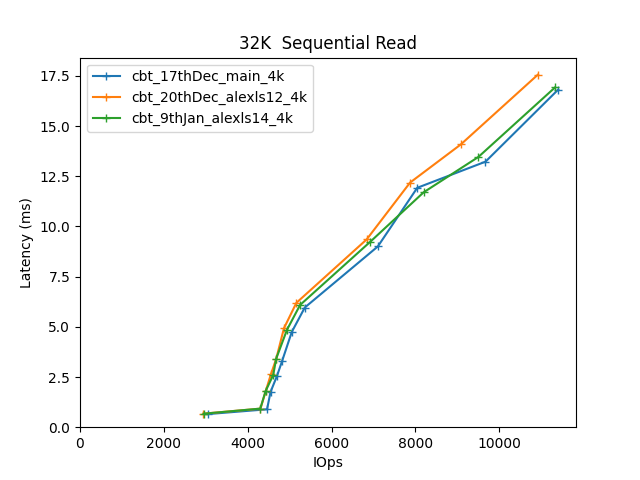 32K  Sequential Read
cbt_17thDec_main_4k
cbt_20thDec_alexls12_4k
cbt_9thJan_alexls14_4k
Latency (ms)
17.5
15.0
12.5
10.0
7.5
5.0
2.5
0.0
0 2000 4000 6000 8000 10000
IOps